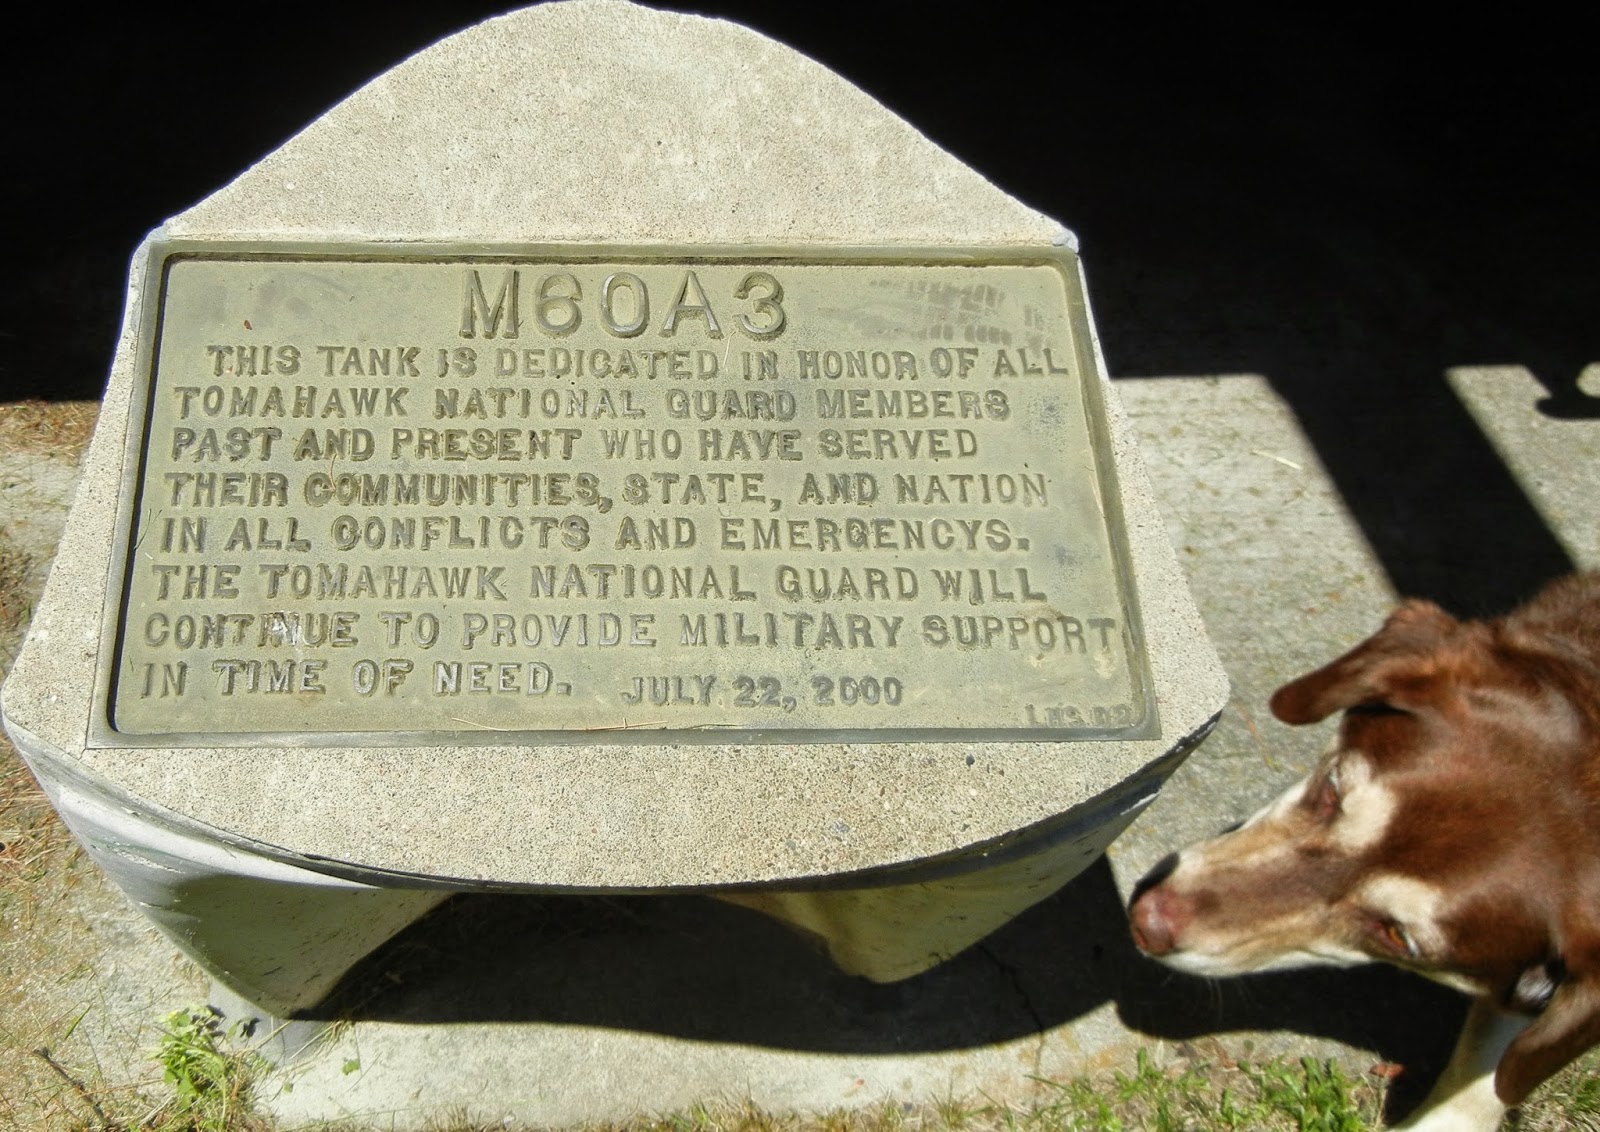 M60A3
THIS TANK IS DEDICATED IN HONOR OF ALL
TOMAHAWK NATIONAL GUARD MEMBERS
PAST AND PRESENT WHO HAVE SERVED
THEIR COMMUNITIES, STATE, AND NATION
IN ALL CONFLICTS AND EMERGENCYS.
THE TOMAHAWK NATIONAL GUARD WILL
CONTINUE TO PROVIDE MILITARY SUPPORT
IN TIME OF NEED. JULY 22, 2000